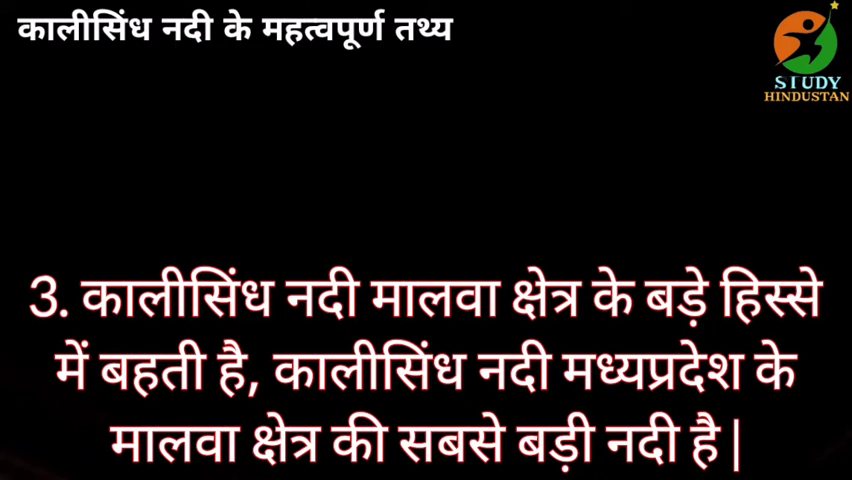 कालीसिंध नदी के महत्वपूर्ण तथ्य
STUDY
HINDUSTAN
3. कालीसिंध नदी मालवा क्षेत्र के बड़े हिस्से
में बहती है, कालीसिंध नदी मध्यप्रदेश के
मालवा क्षेत्र की सबसे बड़ी नदी है|